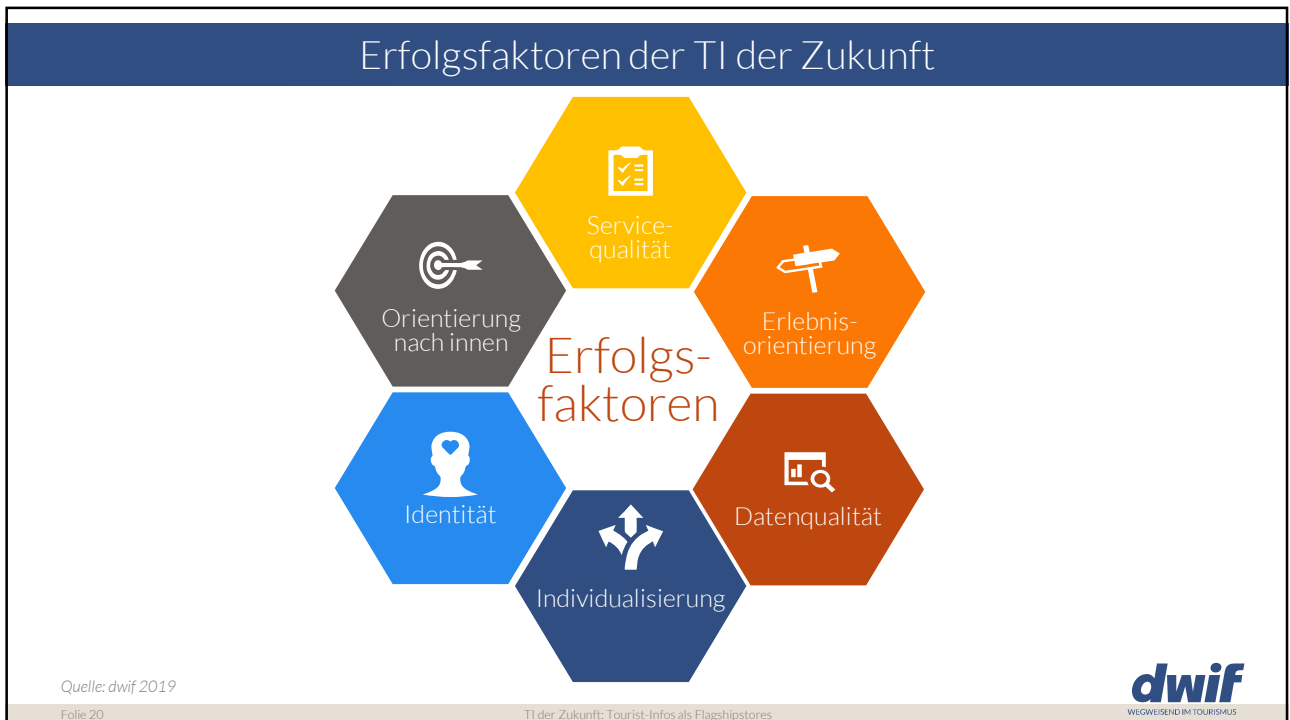 Erfolgsfaktoren der TI der Zukunft
Service-
qualität
Orientierung
nach innen
Erlebnis-
orientierung
Erfolgs-
faktoren
Identität
Datenqualität
Individualisierung
Quelle: dwif 2019
dwif
WEGWEISEND IM TOURISMUS
Folie 20
TI der Zukunft: Tourist-Infos als Flagshipstores